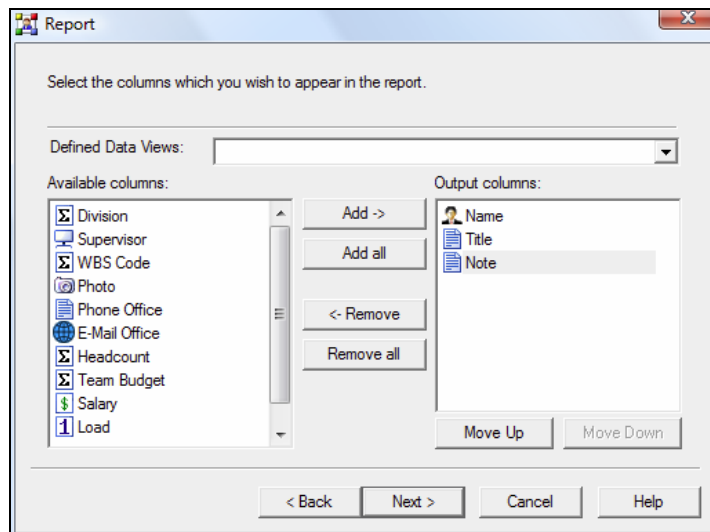 Report
Select the columns which you wish to appear in the report.
Defined Data Views:
Available columns:
Division
Supervisor
WBS Code
Photo
Phone Office
E-Mail Office
Headcount
Team Budget
Salary
Load
Add ->
Add all
<- Remove
Remove all
Output columns:
Name
Title
Note
Move Up
Move Down
< Back
Next >
Cancel
Help